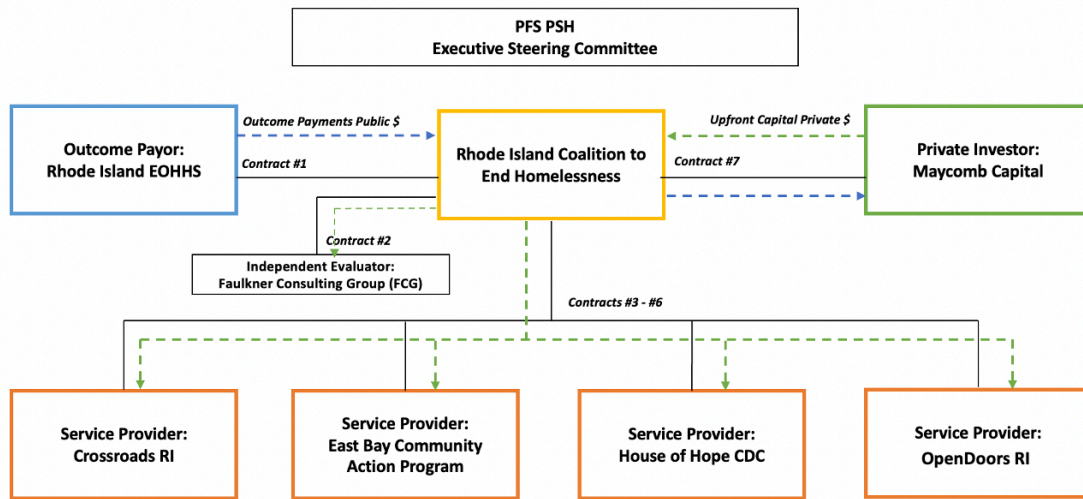 PFS PSH
Executive Steering Committee
Outcome Payments Public $
Upfront Capital Private $
Outcome Payor:
Rhode Island EOHHS
Contract #1
Rhode Island Coalition to
End Homelessness
Contract #7
Private Investor:
Maycomb Capital
Contract #2
Independent Evaluator:
Faulkner Consulting Group (FCG)
Contracts #3 - #6
Service Provider:
Crossroads RI
Service Provider:
East Bay Community
Action Program
Service Provider:
House of Hope CDC
Service Provider:
OpenDoors RI